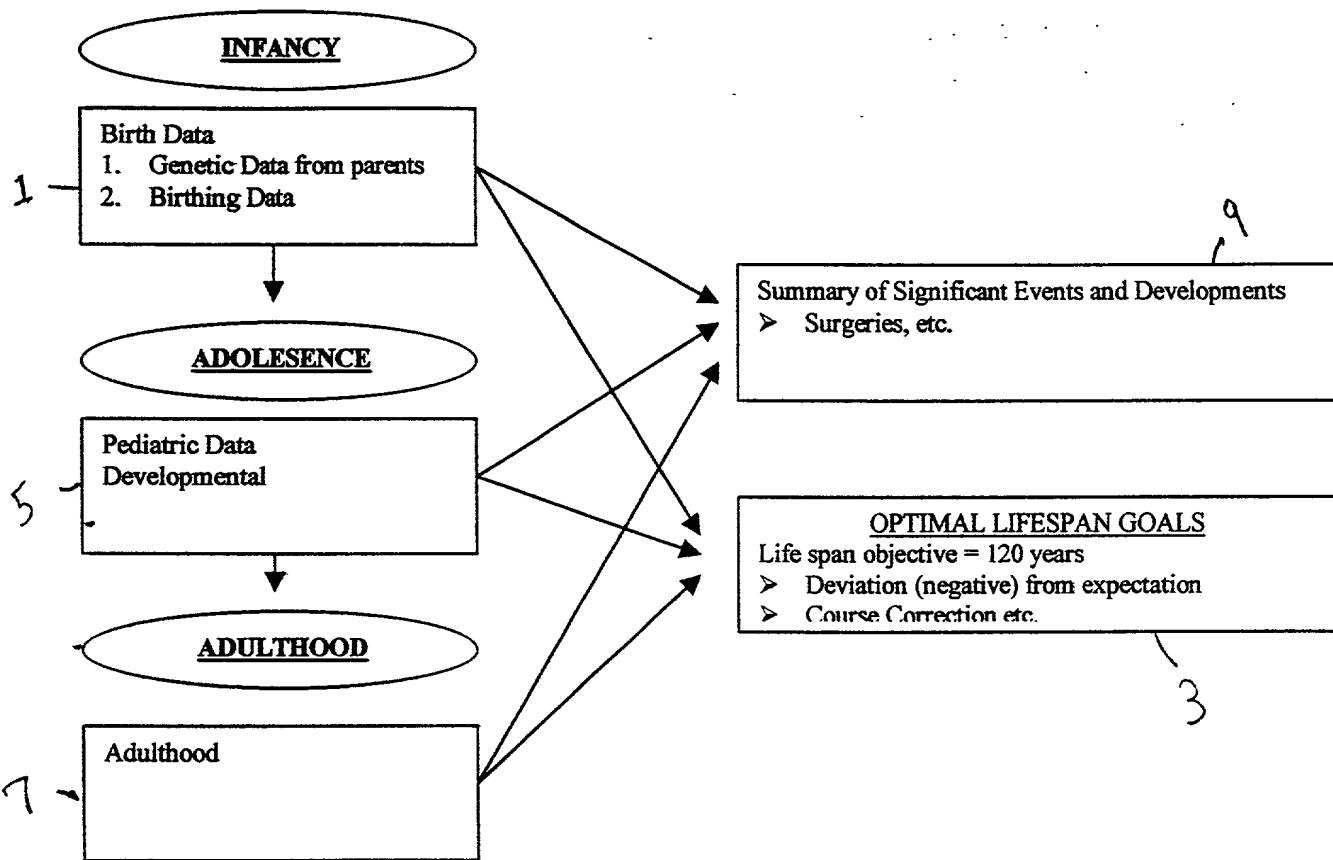 INFANCY
Birth Data
1. Genetic Data from parents
2. Birthing Data
1
ADOLESENCE
Pediatric Data
Developmental
5
ADULTHOOD
Adulthood
7
9
Summary of Significant Events and Developments
➢ Surgeries, etc.
OPTIMAL LIFESPAN GOALS
Life span objective = 120 years
➢ Deviation (negative) from expectation
➢ Course Correction etc.
3